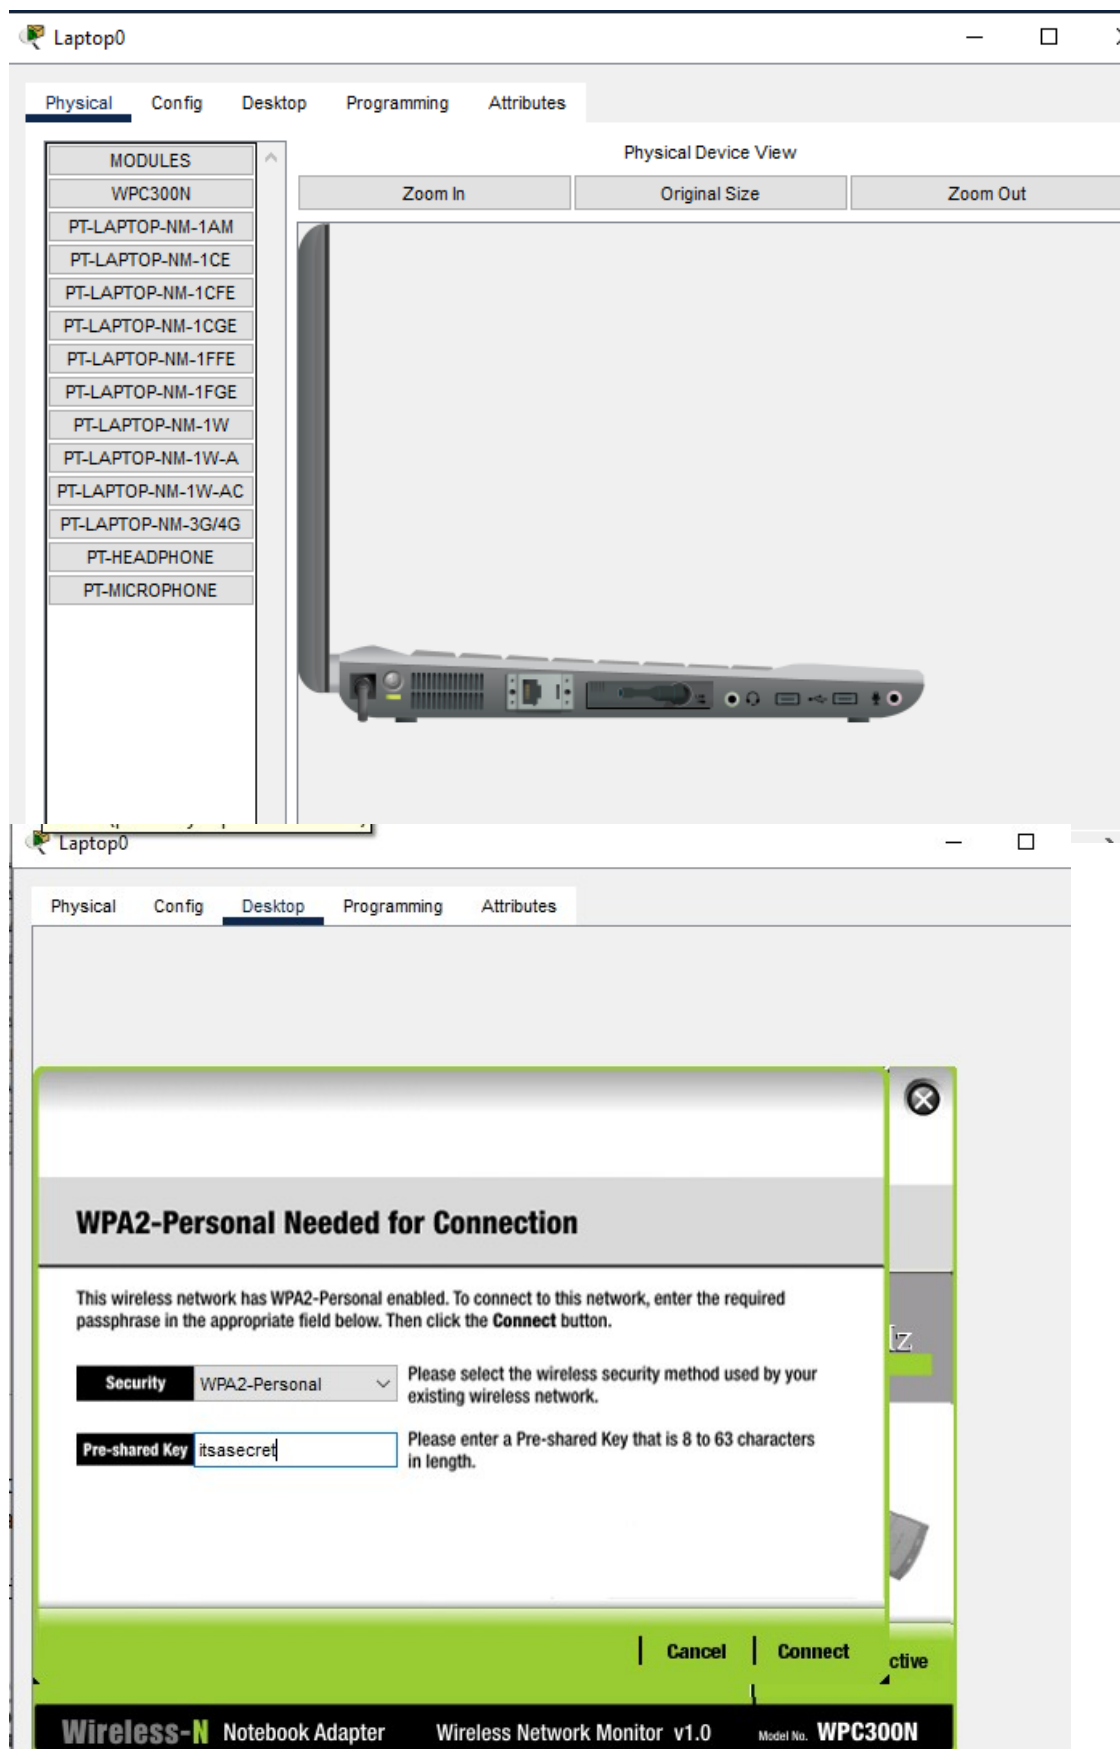 Laptop0
Physical Config Desktop Programming Attributes
MODULES
WPC300N
PT-LAPTOP-NM-1AM
PT-LAPTOP-NM-1CE
PT-LAPTOP-NM-1CFE
PT-LAPTOP-NM-1CGE
PT-LAPTOP-NM-1FFE
PT-LAPTOP-NM-1FGE
PT-LAPTOP-NM-1W
PT-LAPTOP-NM-1W-A
PT-LAPTOP-NM-1W-AC
PT-LAPTOP-NM-3G/4G
PT-HEADPHONE
PT-MICROPHONE
Physical Device View
Zoom In Original Size Zoom Out
Laptop0
Physical Config Desktop Programming Attributes
WPA2-Personal Needed for Connection
This wireless network has WPA2-Personal enabled. To connect to this network, enter the required
passphrase in the appropriate field below. Then click the Connect button.
Security WPA2-Personal
Please select the wireless security method used by your
existing wireless network.
Pre-shared Key itsasecret
Please enter a Pre-shared Key that is 8 to 63 characters
in length.
Cancel Connect
ctive
Wireless-N Notebook Adapter Wireless Network Monitor v1.0 Model No. WPC300N